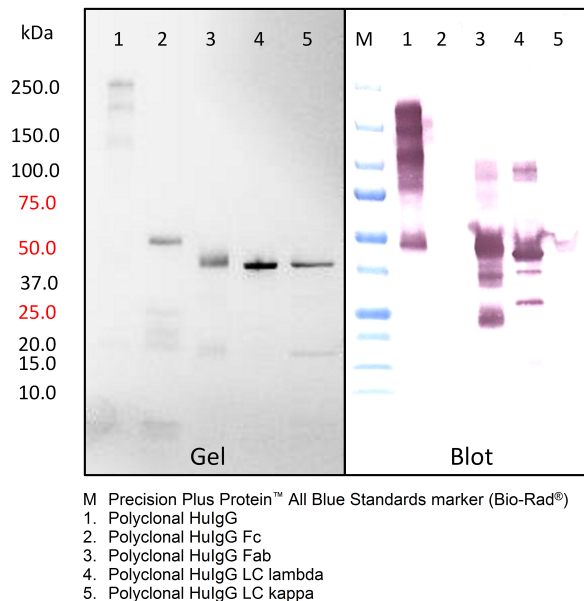 kDa
1 2 3 4 5 M 1 2 3 4 5
250.0
150.0
100.0
75.0
50.0
37.0
25.0
20.0
15.0
10.0
Gel Blot
M Precision Plus Protein™ All Blue Standards marker (Bio-Rad®)
1. Polyclonal HuIgG
2. Polyclonal HuIgG Fc
3. Polyclonal HuIgG Fab
4. Polyclonal HuIgG LC lambda
5. Polyclonal HuIgG LC kappa